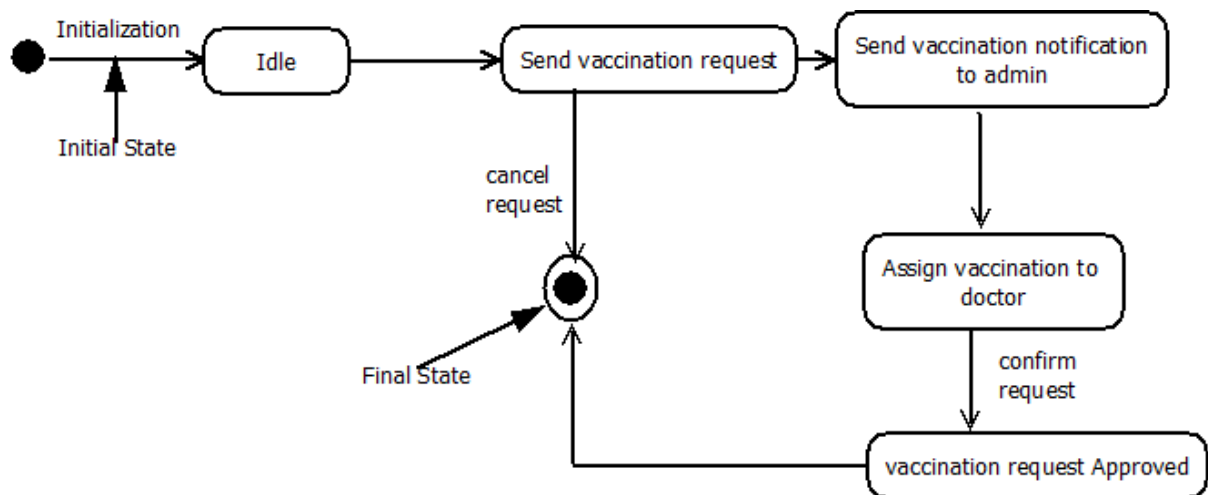 Initialization
Idle
Send vaccination request
Send vaccination notification
to admin
Initial State
cancel
request
Assign vaccination to
doctor
Final State
confirm
request
vaccination request Approved